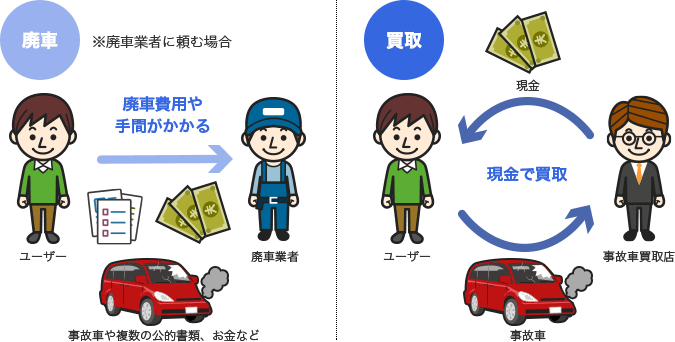 廃車
※廃車業者に頼む場合
廃車費用や
手間がかかる
ユーザー
廃車業者
事故車や複数の公的書類、お金など
買取
現金
現金で買取
ユーザー
事故車買取店
事故車